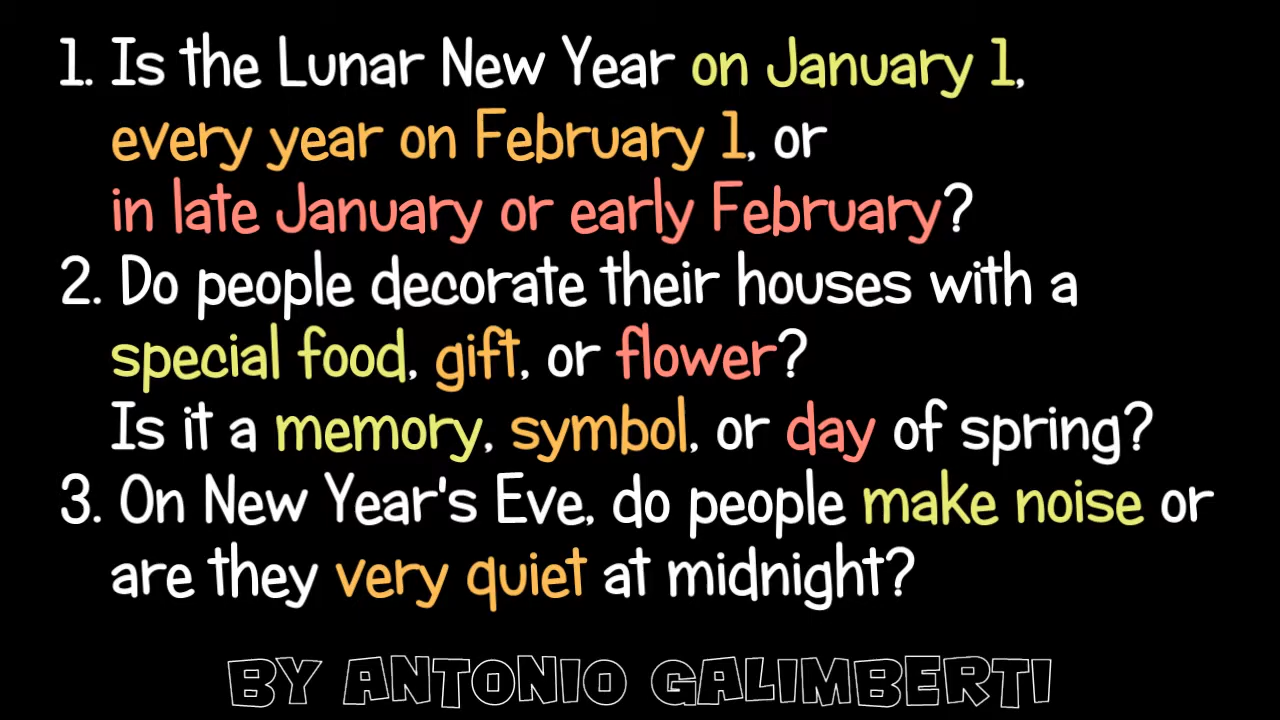 1. Is the Lunar New Year on January 1,
every year on February 1, or
in late January or early February?
2. Do people decorate their houses with a
special food, gift, or flower?
Is it a memory, symbol, or day of spring?
3. On New Year's Eve, do people make noise or
are they very quiet at midnight?
BY ANTONIO GALIMBERTI